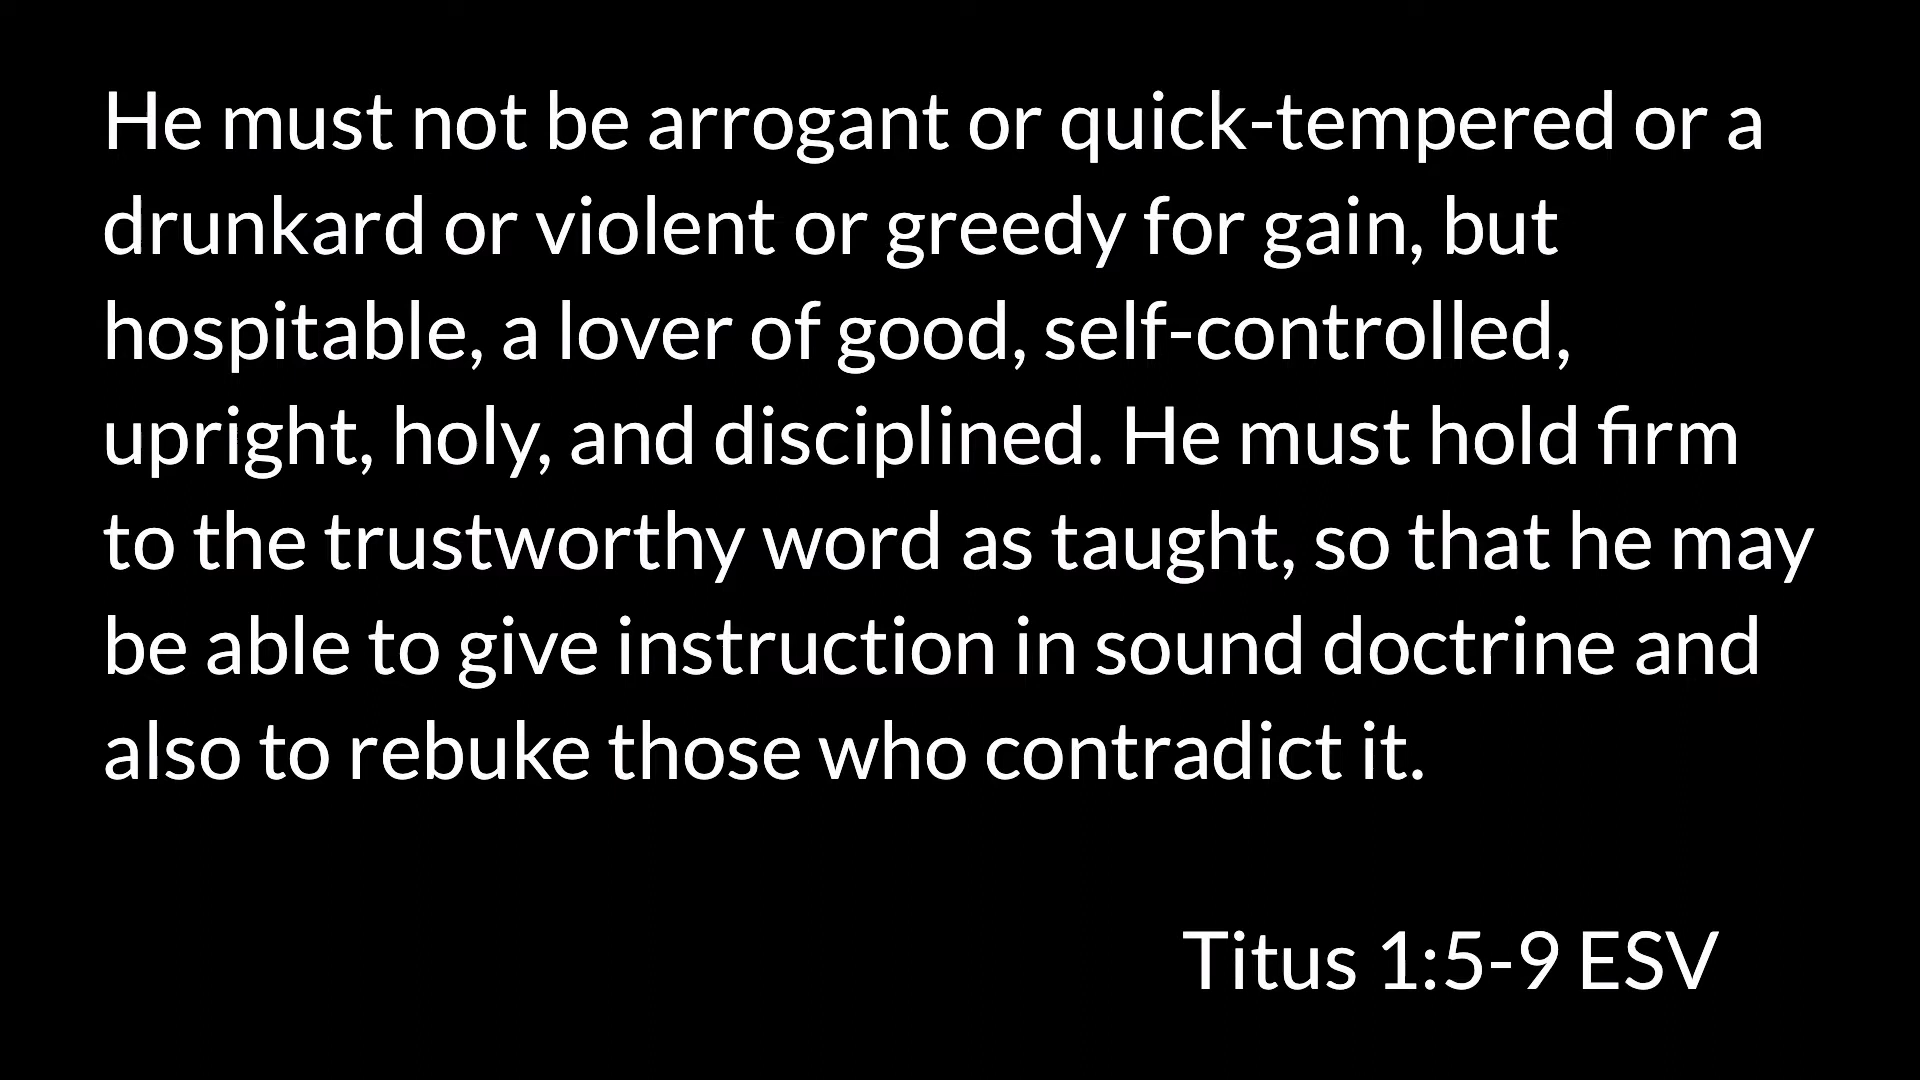 He must not be arrogant or quick-tempered or a
drunkard or violent or greedy for gain, but
hospitable, a lover of good, self-controlled,
upright, holy, and disciplined. He must hold firm
to the trustworthy word as taught, so that he may
be able to give instruction in sound doctrine and
also to rebuke those who contradict it.
Titus 1:5-9 ESV